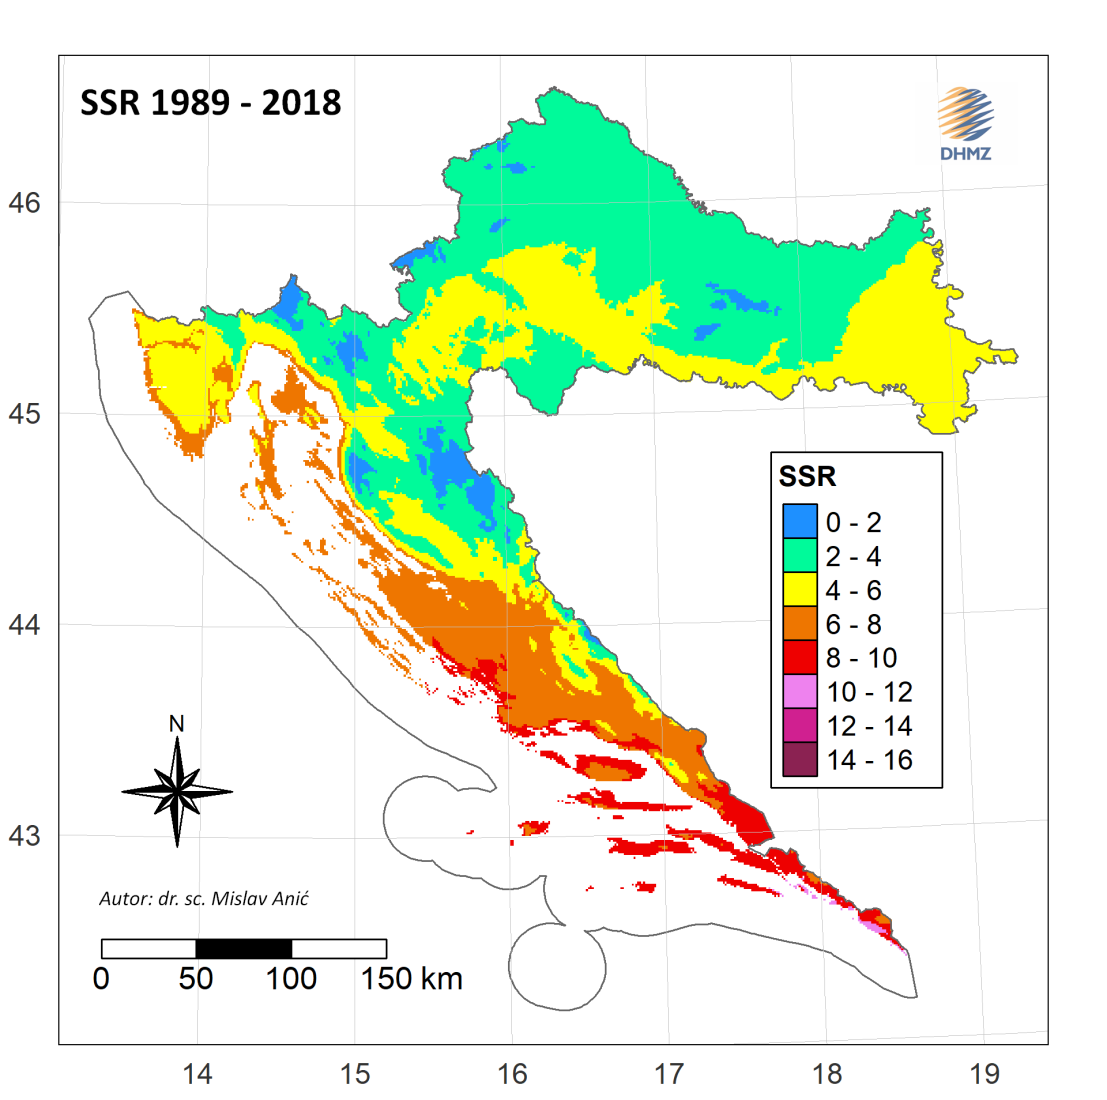 SSR 1989 - 2018
DHMZ
46
45
44
43
SSR
0 - 2
2 - 4
4 - 6
6 - 8
8 - 10
10 - 12
12 - 14
14 - 16
N
Autor: dr. sc. Mislav Anić
0 50 100 150 km
14 15 16 17 18 19